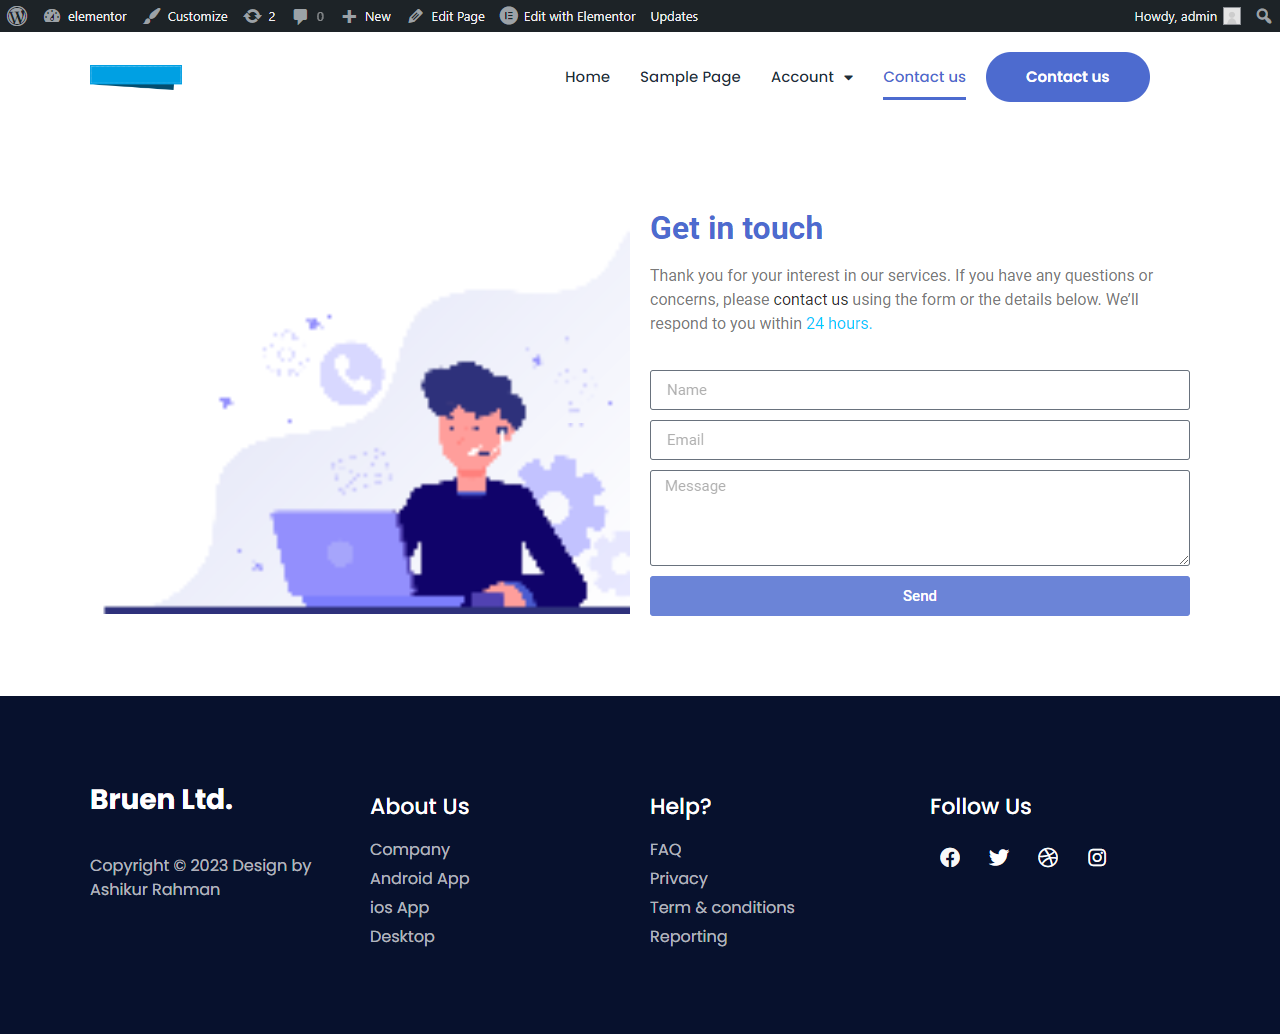 elementor Customize 2 0 New Edit Page Edit with Elementor Updates Howdy, admin
Home Sample Page Account Contact us Contact us
Get in touch
Thank you for your interest in our services. If you have any questions or
concerns, please contact us using the form or the details below. We’ll
respond to you within 24 hours.
Name
Email
Message
Send
Bruen Ltd.
Copyright © 2023 Design by
Ashikur Rahman
About Us
Company
Android App
ios App
Desktop
Help?
FAQ
Privacy
Term & conditions
Reporting
Follow Us